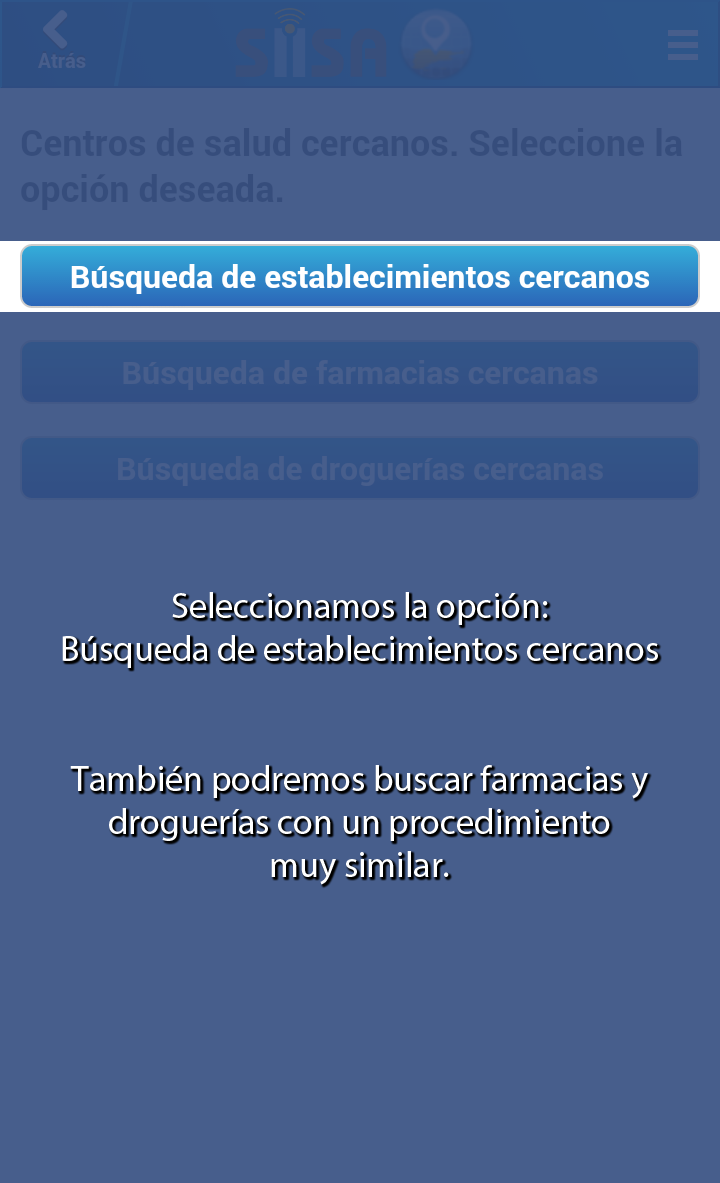 Atrás
SIISA
Centros de salud cercanos. Seleccione la
opción deseada.
Búsqueda de establecimientos cercanos
Búsqueda de farmacias cercanas
Búsqueda de droguerías cercanas
Seleccionamos la opción:
Búsqueda de establecimientos cercanos
También podremos buscar farmacias y
droguerías con un procedimiento
muy similar.